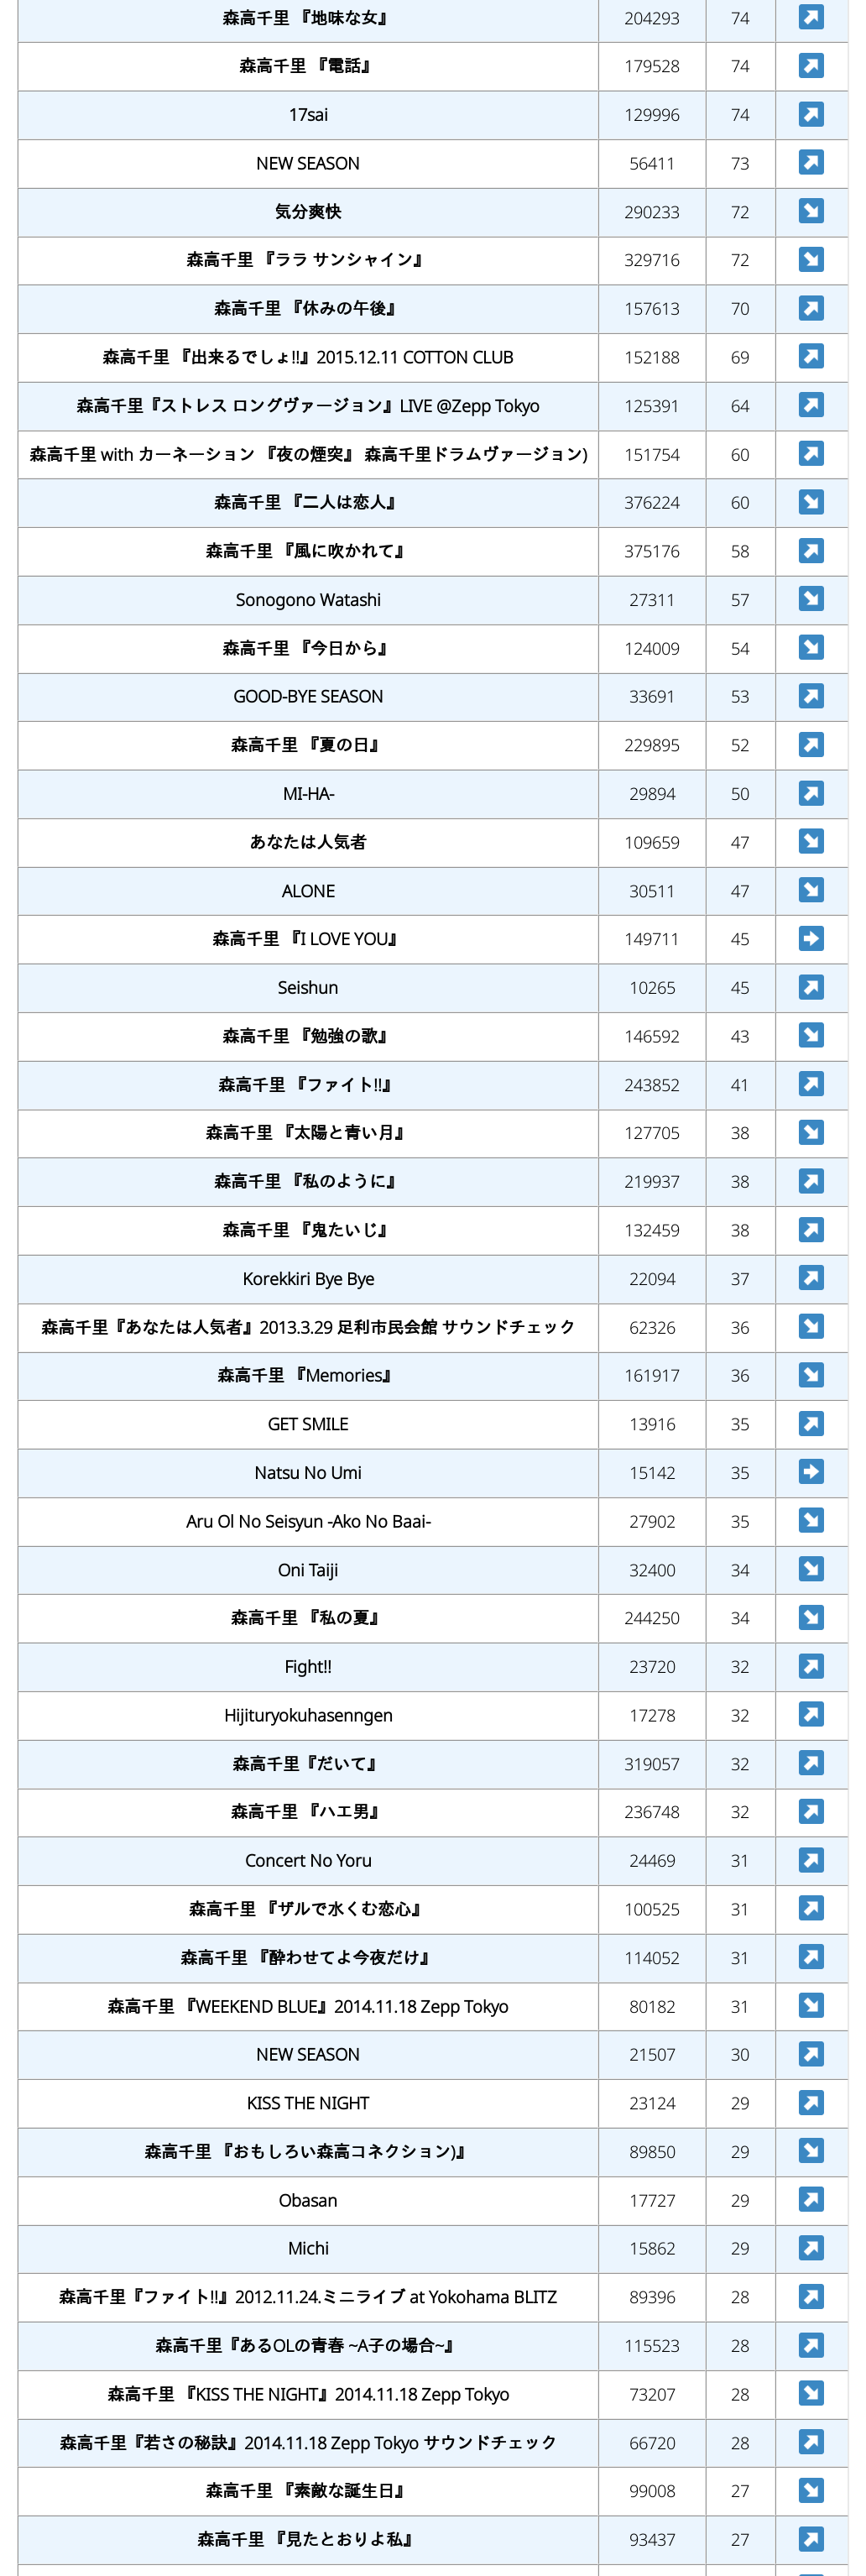 森高千里 『地味な女』 204293 74
森高千里 『電話』 179528 74
17sai 129996 74
NEW SEASON 56411 73
気分爽快 290233 72
森高千里 『ララ サンシャイン』 329716 72
森高千里 『休みの午後』 157613 70
森高千里 『出来るでしょ!!』2015.12.11 COTTON CLUB 152188 69
森高千里『ストレス ロングヴァージョン』LIVE @Zepp Tokyo 125391 64
森高千里 with カーネーション 『夜の煙突』 森高千里ドラムヴァージョン) 151754 60
森高千里 『二人は恋人』 376224 60
森高千里 『風に吹かれて』 375176 58
Sonogono Watashi 27311 57
森高千里 『今日から』 124009 54
GOOD-BYE SEASON 33691 53
森高千里 『夏の日』 229895 52
MI-HA- 29894 50
あなたは人気者 109659 47
ALONE 30511 47
森高千里 『I LOVE YOU』 149711 45
Seishun 10265 45
森高千里 『勉強の歌』 146592 43
森高千里 『ファイト!!』 243852 41
森高千里 『太陽と青い月』 127705 38
森高千里 『私のように』 219937 38
森高千里 『鬼たいじ』 132459 38
Korekkiri Bye Bye 22094 37
森高千里『あなたは人気者』2013.3.29 足利市民会館 サウンドチェック 62326 36
森高千里 『Memories』 161917 36
GET SMILE 13916 35
Natsu No Umi 15142 35
Aru Ol No Seisyun -Ako No Baai- 27902 35
Oni Taiji 32400 34
森高千里 『私の夏』 244250 34
Fight!! 23720 32
Hijituryokuhasenngen 17278 32
森高千里『だいて』 319057 32
森高千里 『ハエ男』 236748 32
Concert No Yoru 24469 31
森高千里 『ザルで水くむ恋心』 100525 31
森高千里 『酔わせてよ今夜だけ』 114052 31
森高千里 『WEEKEND BLUE』2014.11.18 Zepp Tokyo 80182 31
NEW SEASON 21507 30
KISS THE NIGHT 23124 29
森高千里 『おもしろい森高コネクション)』 89850 29
Obasan 17727 29
Michi 15862 29
森高千里『ファイト!!』2012.11.24.ミニライブ at Yokohama BLITZ 89396 28
森高千里『あるOLの青春 ~A子の場合~』 115523 28
森高千里 『KISS THE NIGHT』2014.11.18 Zepp Tokyo 73207 28
森高千里『若さの秘訣』2014.11.18 Zepp Tokyo サウンドチェック 66720 28
森高千里 『素敵な誕生日』 99008 27
森高千里 『見たとおりよ私』 93437 27